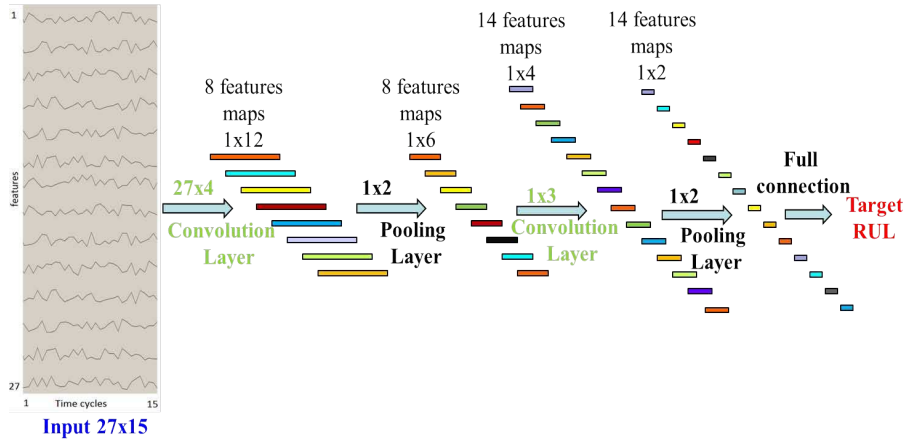 1
features
27
1 Time cycles 15
Input 27x15
27x4
Convolution
Layer
8 features
maps
1x12
1x2
Pooling
Layer
8 features
maps
1x6
1x3
Convolution
Layer
14 features
maps
1x4
1x2
Pooling
Layer
14 features
maps
1x2
Full
connection
Target
RUL